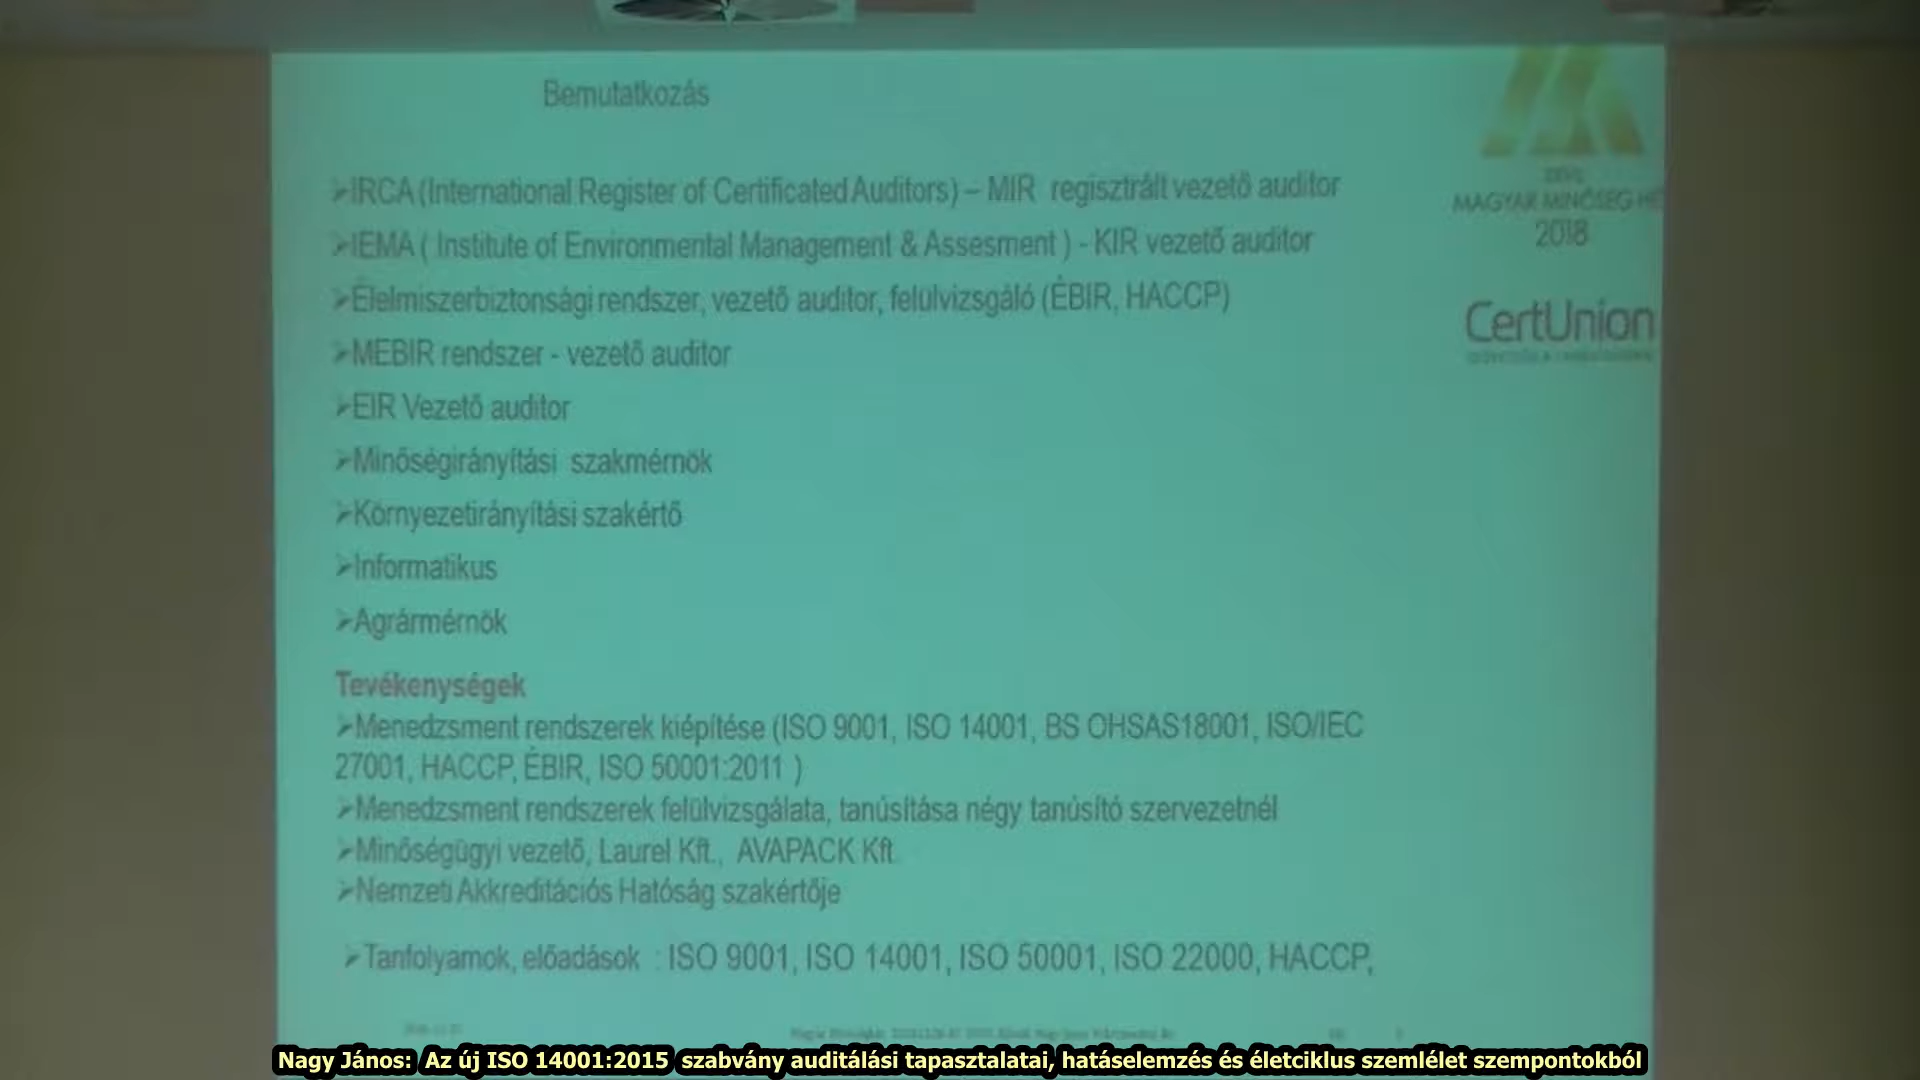 Bemutatkozás
➢IRCA (International Register of Certificated Auditors) – MIR regisztrált vezető auditor
➢IEMA ( Institute of Environmental Management & Assesment ) - KIR vezető auditor
➢Élelmiszerbiztonsági rendszer, vezető auditor, felülvizsgáló (ÉBIR, HACCP)
➢MEBIR rendszer - vezető auditor
➢EIR Vezető auditor
➢Minőségirányítási szakmérnök
➢Környezetirányítási szakértő
➢Informatikus
➢Agrármérnök
Tevékenységek
➢Menedzsment rendszerek kiépítése (ISO 9001, ISO 14001, BS OHSAS18001, ISO/IEC
27001, HACCP, ÉBIR, ISO 50001:2011 )
➢Menedzsment rendszerek felülvizsgálata, tanúsítása négy tanúsító szervezetnél
➢Minőségügyi vezető, Laurel Kft., AVAPACK Kft.
➢Nemzeti Akkreditációs Hatóság szakértője
➢Tanfolyamok, előadások : ISO 9001, ISO 14001, ISO 50001, ISO 22000, HACCP,
MAGYAR MINŐSÉG HÉ
2018
CertUnion
Nagy János: Az új ISO 14001:2015 szabvány auditálási tapasztalatai, hatáselemzés és életciklus szemlélet szempontokból